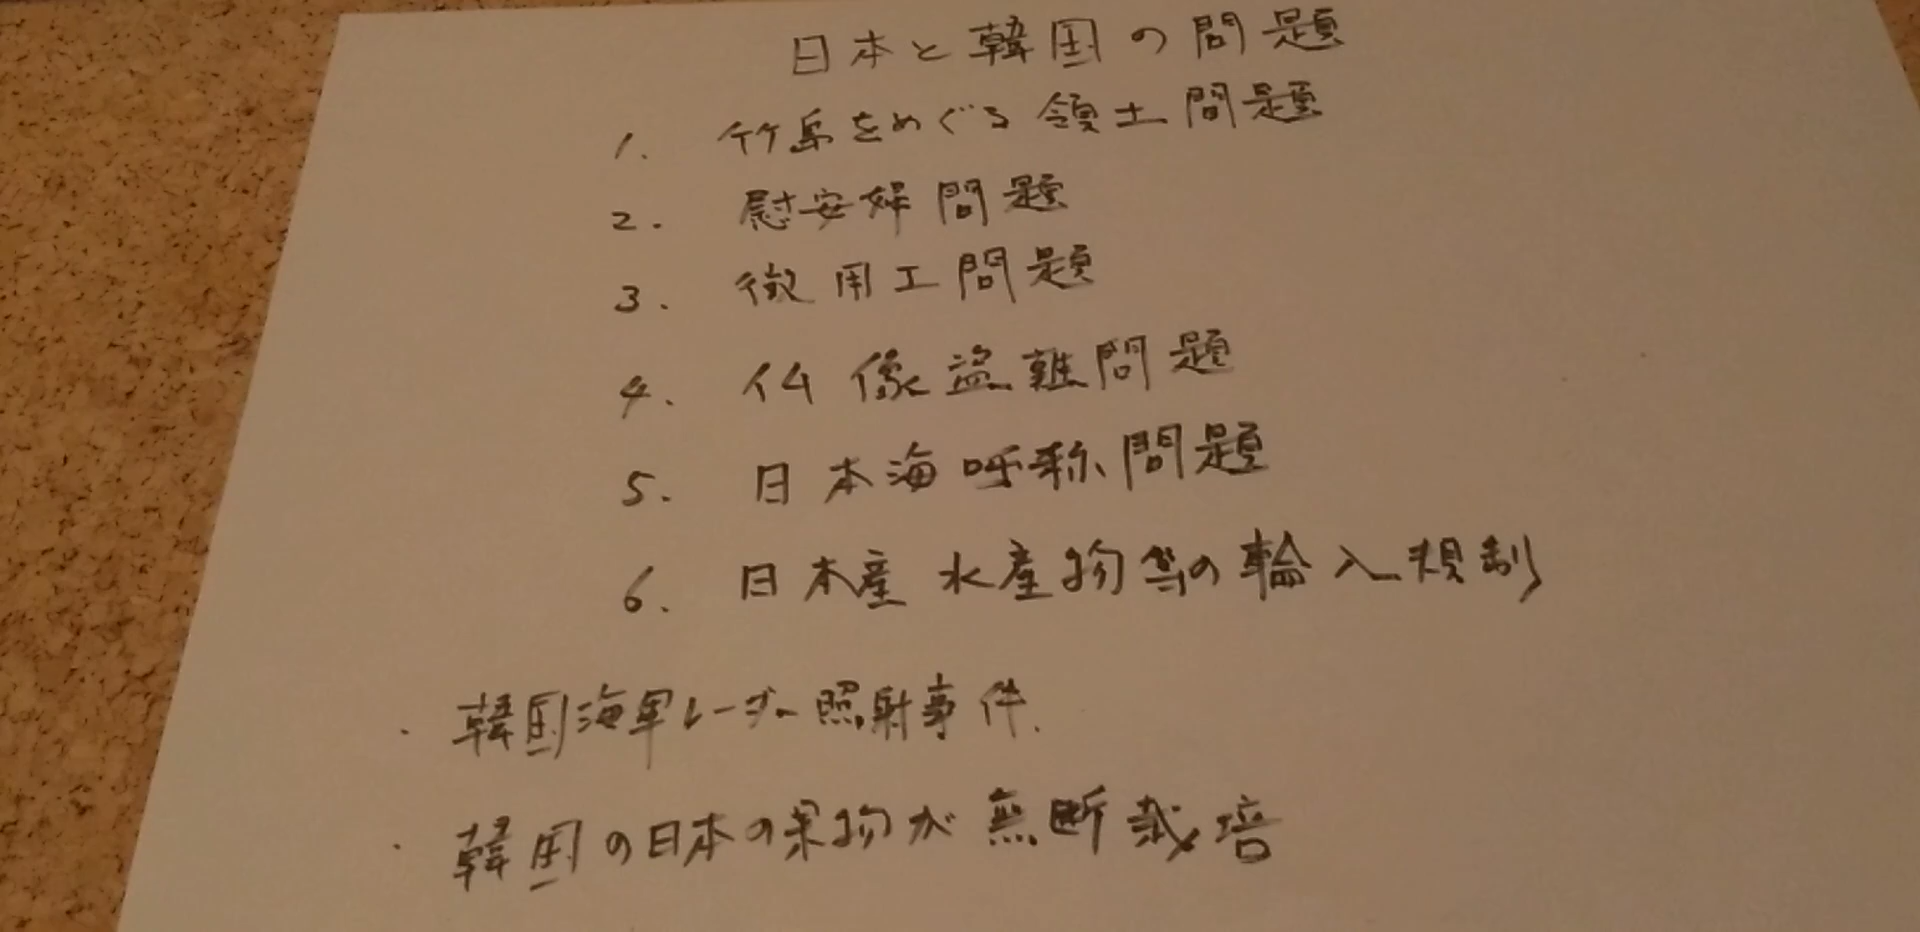 日本と韓国の問題
1. 竹島をめぐる領土問題
2. 慰安婦問題
3. 徴用工問題
4. 仏像盗難問題
5. 日本海呼称問題
6. 日本産水産物等の輸入規制
・韓国海軍レーザー照射事件.
・韓国の日本の果物が無断栽培